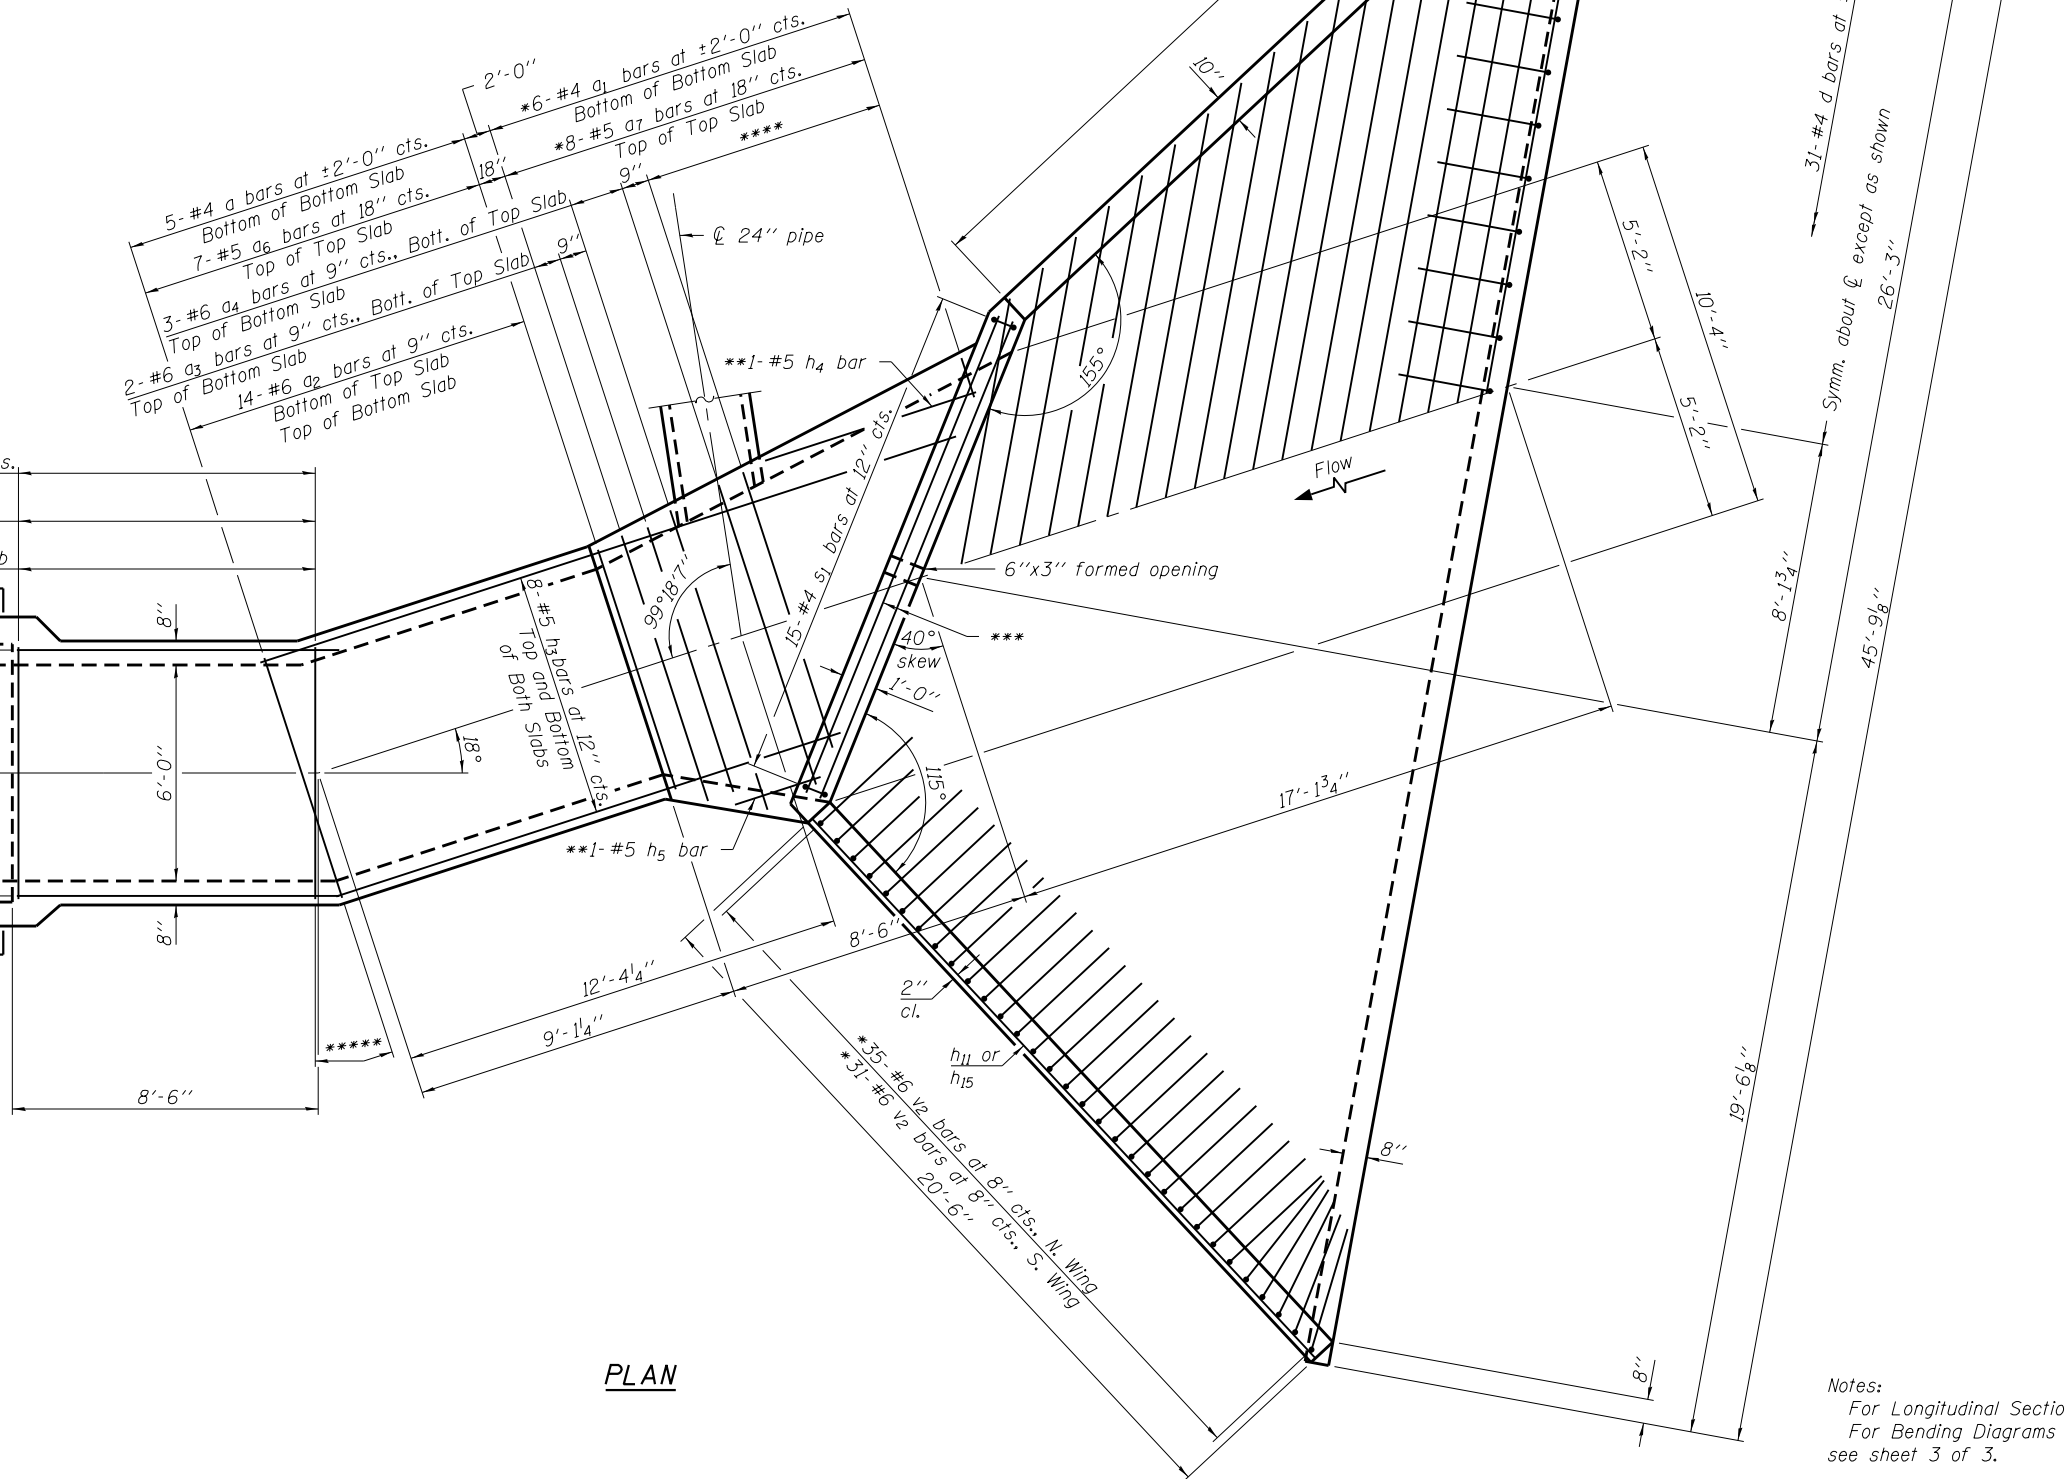 2'-0"
*6-#4 a1 bars at ±2'-0" cts.
Bottom of Bottom Slab
*8-#5 a7 bars at 18" cts.
Top of Top Slab
****
5-#4 a bars at ±2'-0" cts.
Bottom of Bottom Slab
18"
7-#5 a6 bars at 18" cts.
Top of Top Slab
9"
3-#6 a4 bars at 9" cts., Bott. of Top Slab
Top of Bottom Slab
9"
2-#6 a3 bars at 9" cts., Bott. of Top Slab
Top of Bottom Slab
14-#6 a2 bars at 9" cts.
Bottom of Top Slab
Top of Bottom Slab
℄ 24" pipe
10"
**1-#5 h4 bar
155°
15-#4 s1 bars at 12" cts.
Flow
31-#4 d bars at
Symm. about ℄ except as shown
26'-3"
5'-2"
10'-4"
5'-2"
8'-1¾"
45'-9⅛"
s.
b
8"
6'-0"
8"
18°
8-#5 h3 bars at 12" cts.
Top and Bottom
of Both Slabs
99°18'7"
6"x3" formed opening
***
40°
skew
1'-0"
115°
**1-#5 h5 bar
17'-1¾"
8'-6"
12'-4¼"
9'-1¼"
*****
8'-6"
2"
cl.
h11 or
h15
*35-#6 v2 bars at 8" cts., N. Wing
*31-#6 v2 bars at 8" cts., S. Wing
20'-6"
8"
19'-6⅛"
8"
PLAN
Notes:
For Longitudinal Sectio
For Bending Diagrams
see sheet 3 of 3.